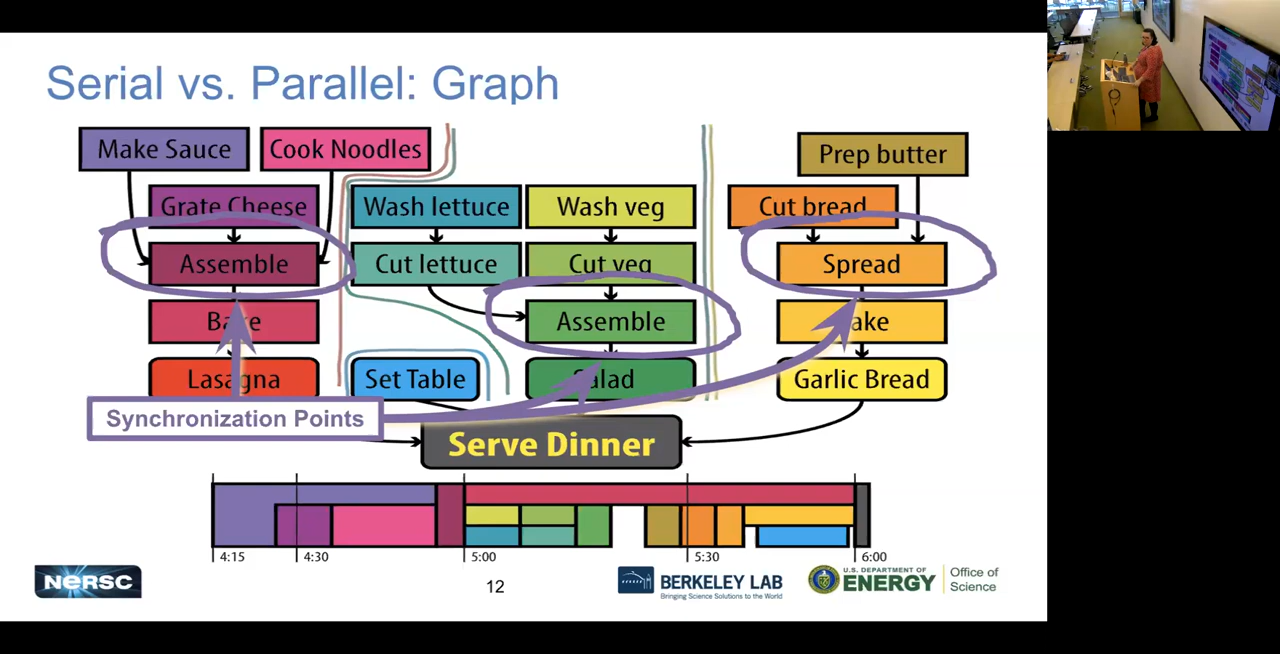 Serial vs. Parallel: Graph
Make Sauce
Cook Noodles
Prep butter
Grate Cheese
Wash lettuce
Wash veg
Cut bread
Assemble
Cut lettuce
Cut veg
Spread
Assemble
Lasagna
Set Table
Salad
Garlic Bread
Synchronization Points
Serve Dinner
4:15
4:30
5:00
5:30
6:00
NERSC
12
BERKELEY LAB
Bringing Science Solutions to the World
U.S. DEPARTMENT OF
ENERGY
Office of
Science